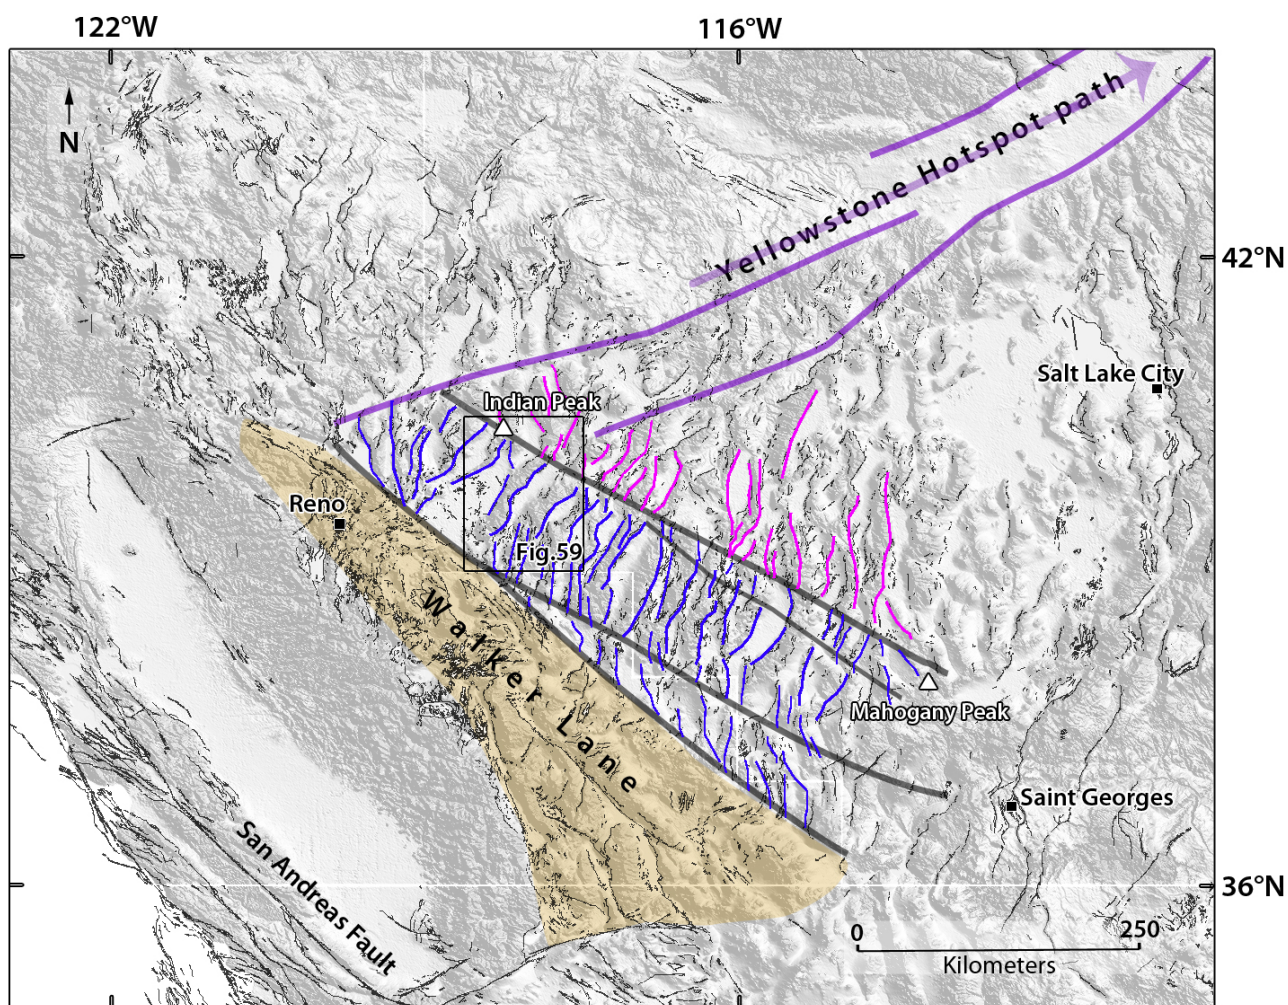 122°W
116°W
N
Yellowstone Hotspot path
42°N
Salt Lake City
Indian Peak
Reno
Fig.59
Walker Lane
Mahogany Peak
Saint Georges
San Andreas Fault
36°N
0
250
Kilometers